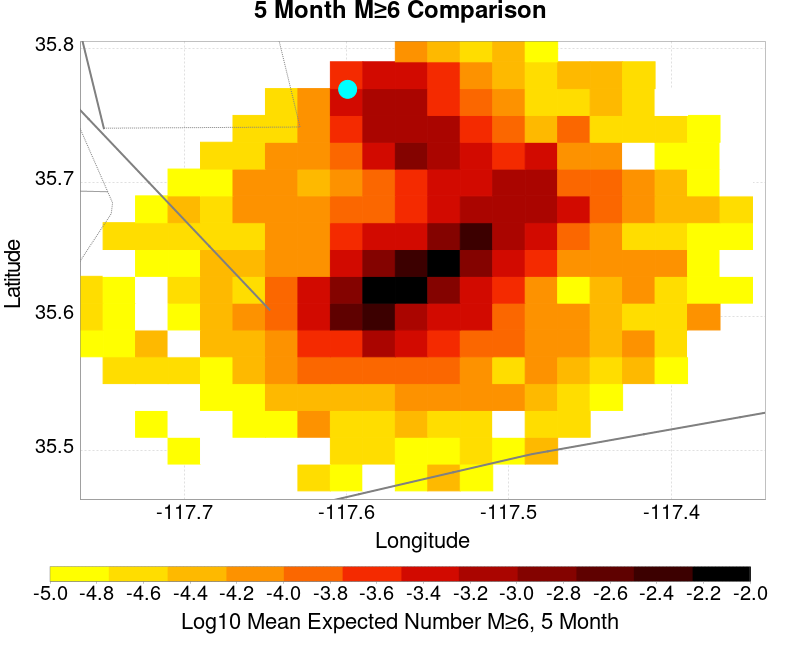 5 Month M≥6 Comparison
35.8
35.7
35.6
35.5
Latitude
-117.7 -117.6 -117.5 -117.4
Longitude
-5.0 -4.8 -4.6 -4.4 -4.2 -4.0 -3.8 -3.6 -3.4 -3.2 -3.0 -2.8 -2.6 -2.4 -2.2 -2.0
Log10 Mean Expected Number M≥6, 5 Month